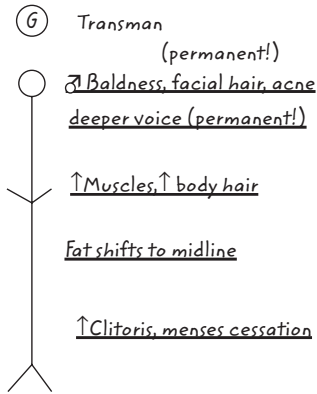 G Transman
(permanent!)
♂ Baldness, facial hair, acne
deeper voice (permanent!)
↑Muscles,↑ body hair
Fat shifts to midline
↑Clitoris, menses cessation